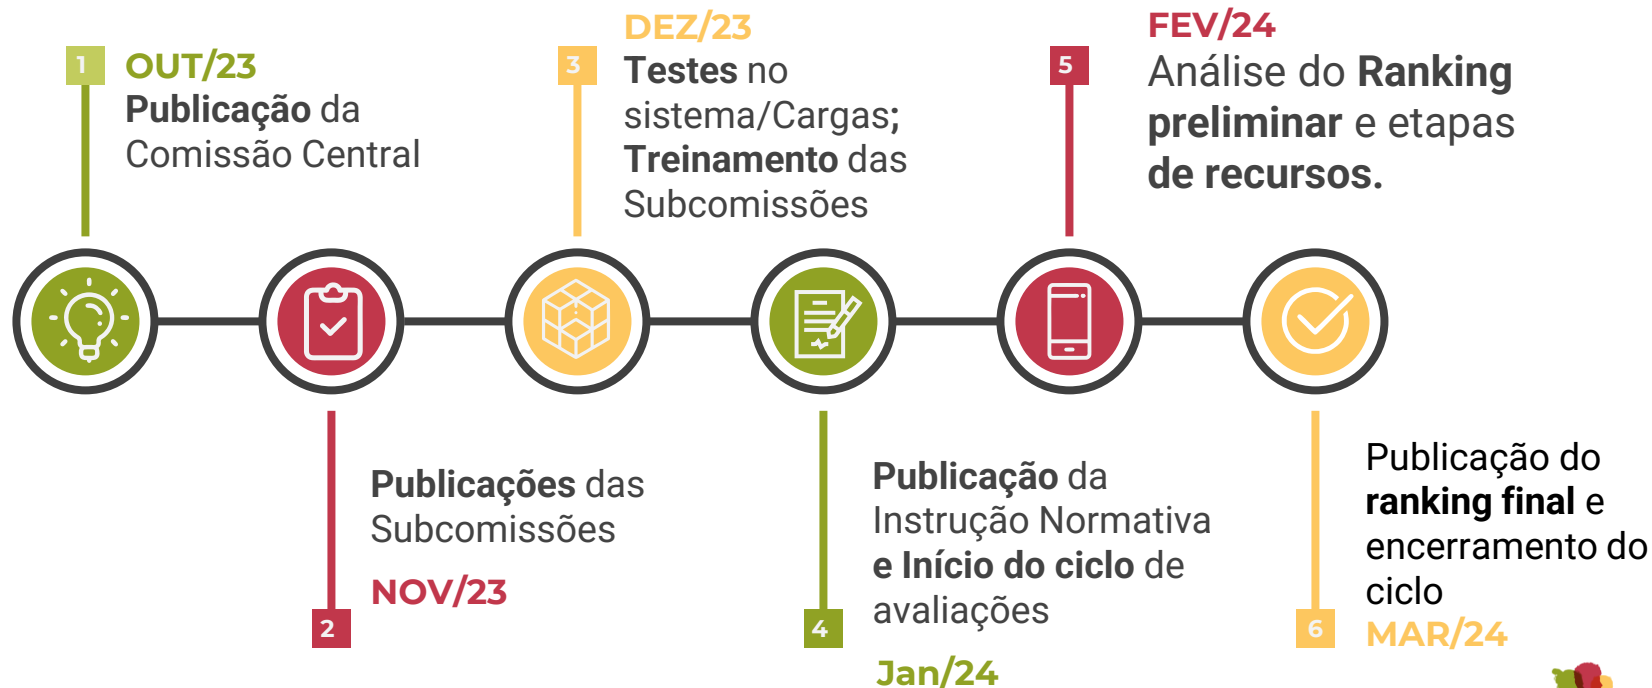 1
OUT/23
Publicação da
Comissão Central
Publicações das
Subcomissões
NOV/23
2
3
DEZ/23
Testes no
sistema/Cargas;
Treinamento das
Subcomissões
Publicação da
Instrução Normativa
e Início do ciclo de
avaliações
4
Jan/24
5
FEV/24
Análise do Ranking
preliminar e etapas
de recursos.
Publicação do
ranking final e
encerramento do
ciclo
6
MAR/24